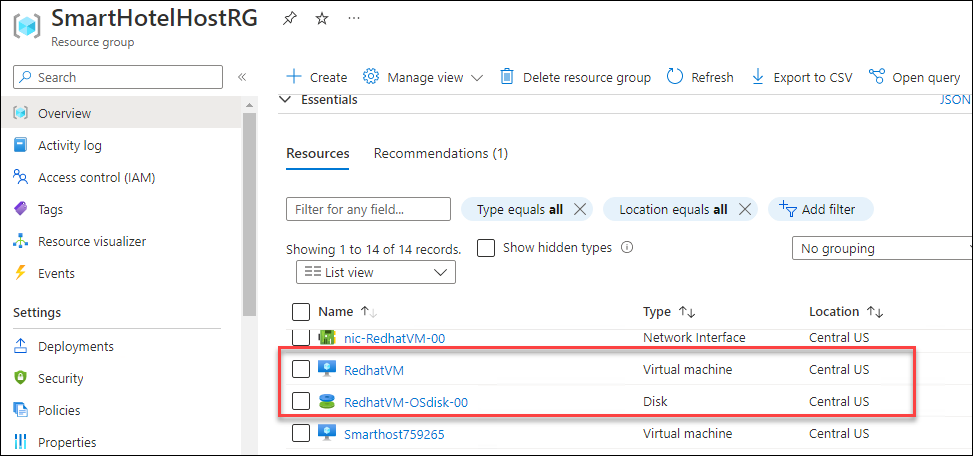 SmartHotelHostRG
Resource group
Search
Overview
Activity log
Access control (IAM)
Tags
Resource visualizer
Events
Settings
Deployments
Security
Policies
Properties
Create Manage view Delete resource group Refresh Export to CSV Open query
Essentials JSON
Resources Recommendations (1)
Filter for any field... Type equals all Location equals all Add filter
Showing 1 to 14 of 14 records. Show hidden types No grouping
List view
Name Type Location
nic-RedhatVM-00 Network Interface Central US
RedhatVM Virtual machine Central US
RedhatVM-OSdisk-00 Disk Central US
Smarthost759265 Virtual machine Central US